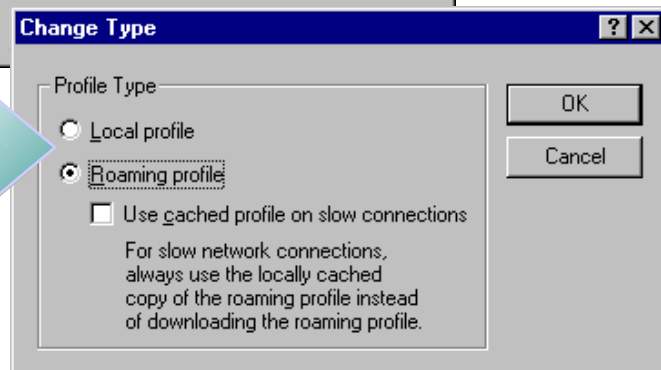 Change Type
Profile Type
Local profile
Roaming profile
Use cached profile on slow connections
For slow network connections,
always use the locally cached
copy of the roaming profile instead
of downloading the roaming profile.
OK
Cancel